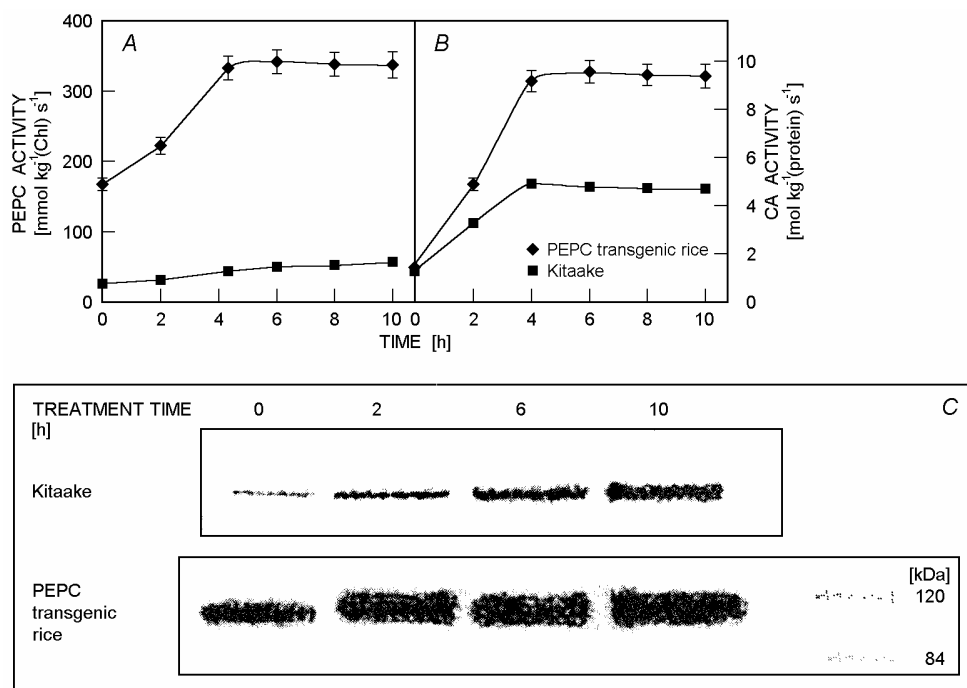 A
B
PEPC ACTIVITY
[mmol kg⁻¹(Chl) s⁻¹]
400
300
200
100
0
0 2 4 6 8 10
TIME [h]
0 2 4 6 8 10
PEPC transgenic rice
Kitaake
10
8
6
4
2
0
CA ACTIVITY
[mol kg⁻¹(protein) s⁻¹]
TREATMENT TIME 0 2 6 10 C
[h]
Kitaake
PEPC
transgenic
rice
[kDa]
120
84